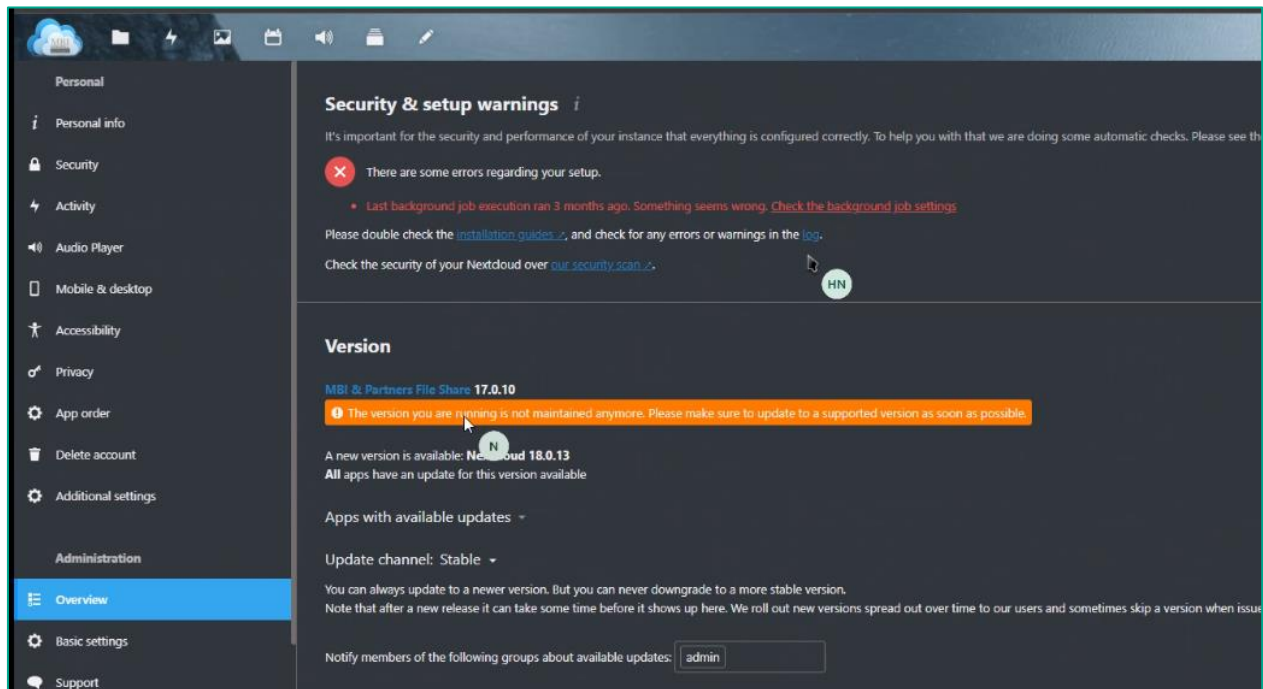 MBI
Personal
Personal info
Security
Activity
Audio Player
Mobile & desktop
Accessibility
Privacy
App order
Delete account
Additional settings
Administration
Overview
Basic settings
Support
Security & setup warnings i
It's important for the security and performance of your instance that everything is configured correctly. To help you with that we are doing some automatic checks. Please see th
There are some errors regarding your setup.
• Last background job execution ran 3 months ago. Something seems wrong. Check the background job settings
Please double check the installation guides ↗, and check for any errors or warnings in the log.
Check the security of your Nextcloud over our security scan ↗.
HN
Version
MBI & Partners File Share 17.0.10
The version you are running is not maintained anymore. Please make sure to update to a supported version as soon as possible.
N
A new version is available: Nextcloud 18.0.13
All apps have an update for this version available
Apps with available updates
Update channel: Stable
You can always update to a newer version. But you can never downgrade to a more stable version.
Note that after a new release it can take some time before it shows up here. We roll out new versions spread out over time to our users and sometimes skip a version when issue
Notify members of the following groups about available updates: admin